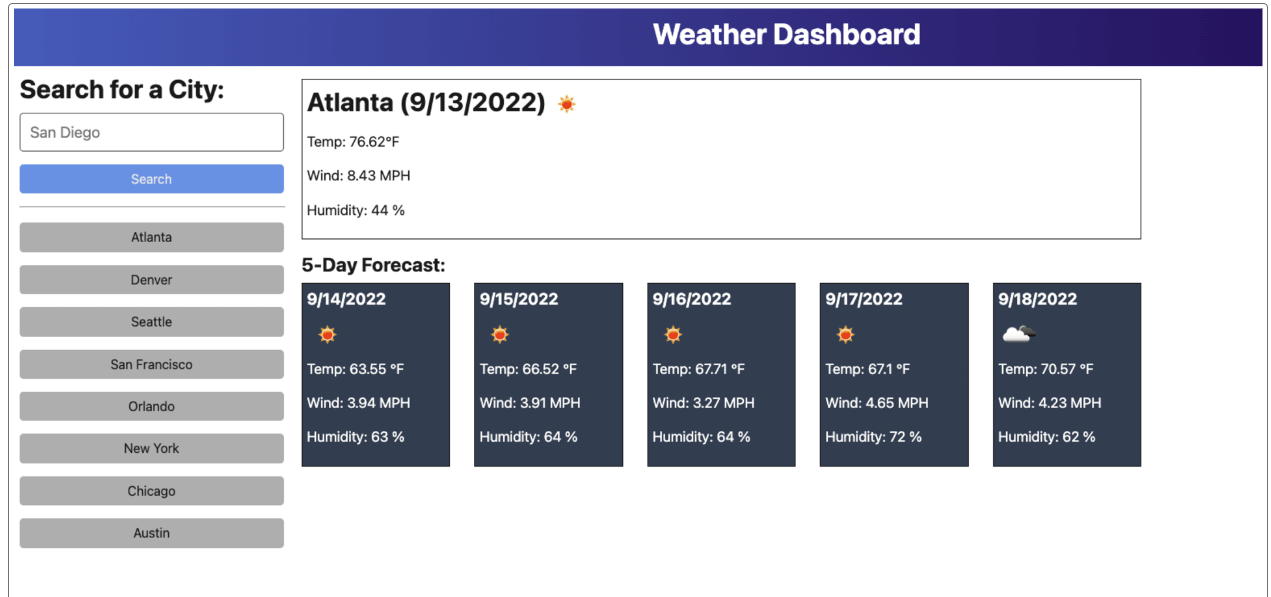 Weather Dashboard
Search for a City:
San Diego
Search
Atlanta
Denver
Seattle
San Francisco
Orlando
New York
Chicago
Austin
Atlanta (9/13/2022)
Temp: 76.62°F
Wind: 8.43 MPH
Humidity: 44 %
5-Day Forecast:
9/14/2022
Temp: 63.55 °F
Wind: 3.94 MPH
Humidity: 63 %
9/15/2022
Temp: 66.52 °F
Wind: 3.91 MPH
Humidity: 64 %
9/16/2022
Temp: 67.71 °F
Wind: 3.27 MPH
Humidity: 64 %
9/17/2022
Temp: 67.1 °F
Wind: 4.65 MPH
Humidity: 72 %
9/18/2022
Temp: 70.57 °F
Wind: 4.23 MPH
Humidity: 62 %